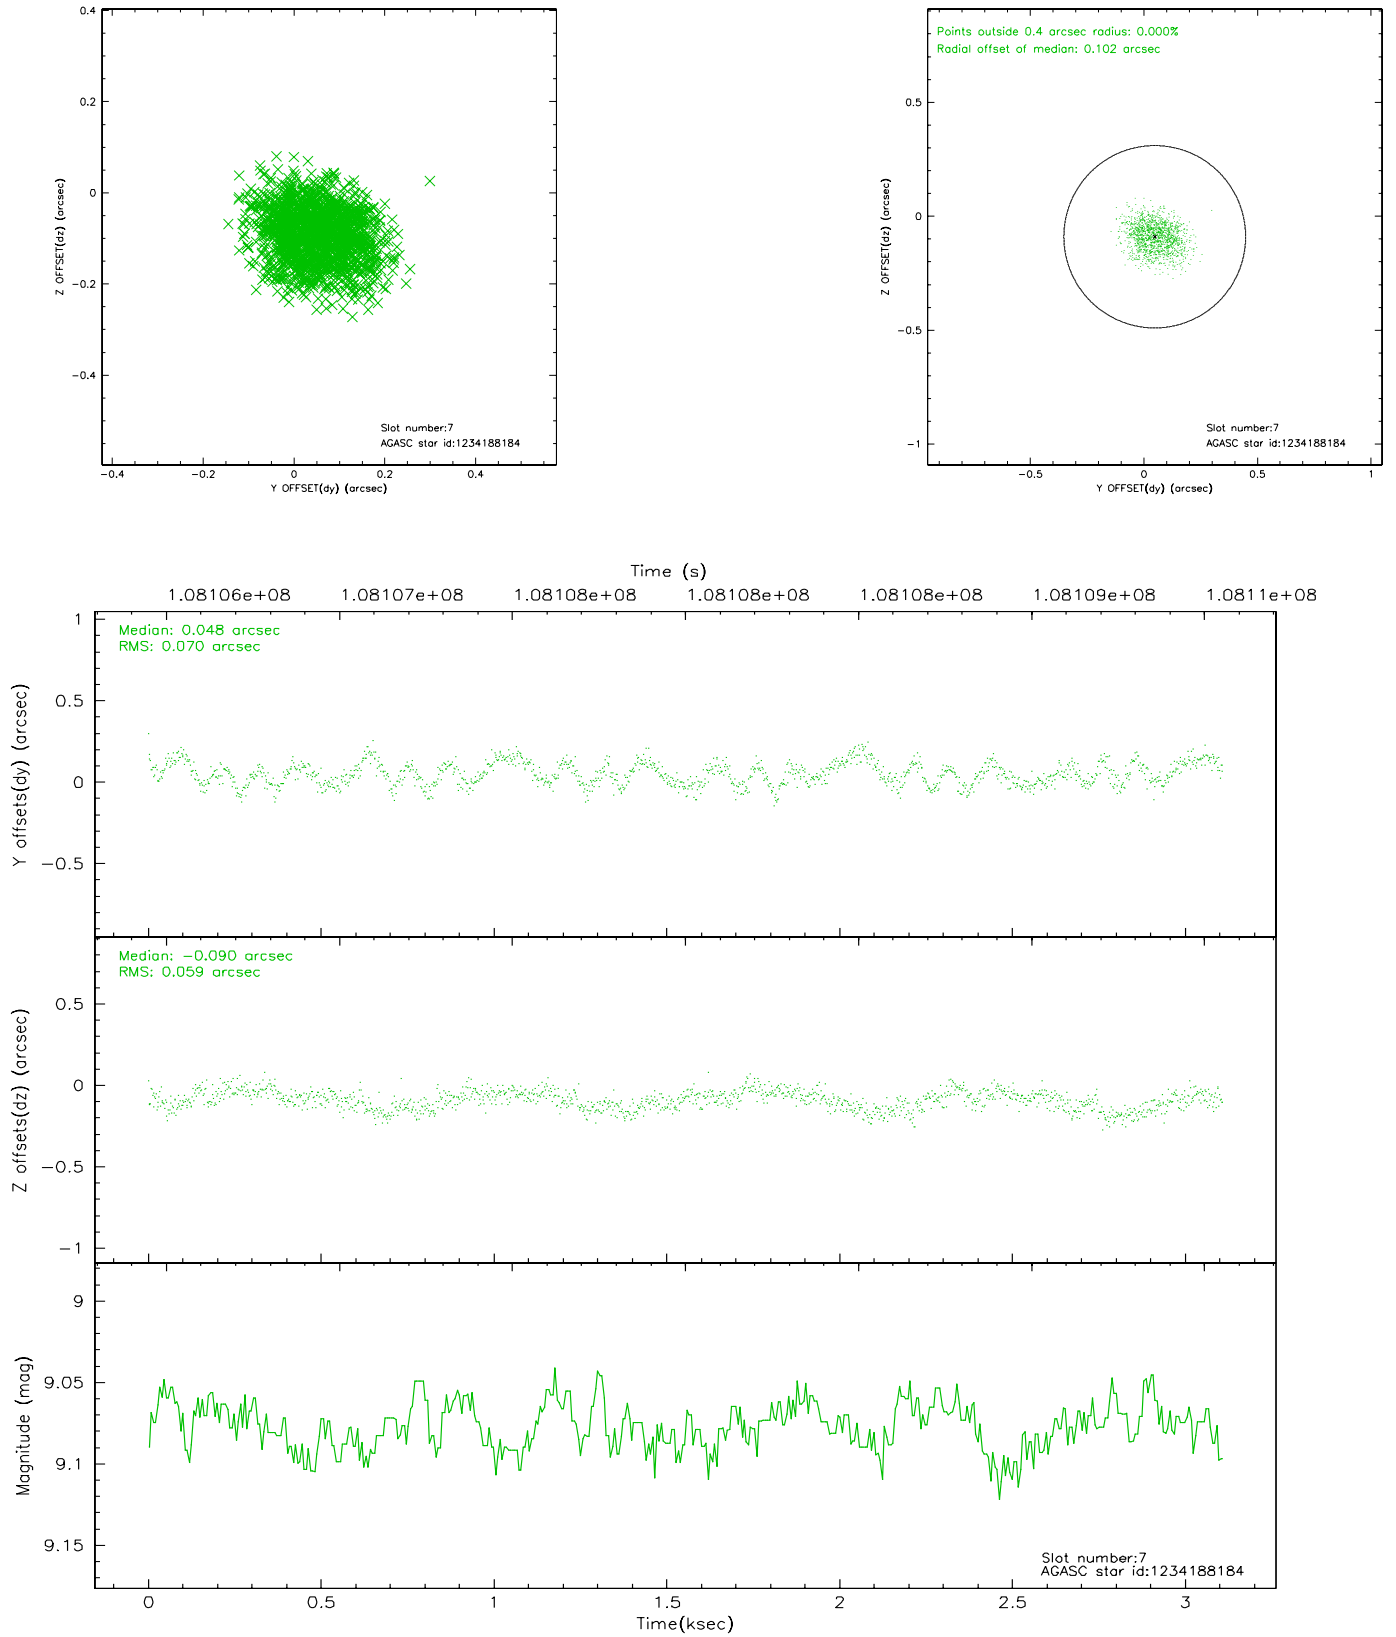 0.4
0.2
0
−0.2
−0.4
Z OFFSET(dz) (arcsec)
Slot number:7
AGASC star id:1234188184
−0.4 −0.2 0 0.2 0.4
Y OFFSET(dy) (arcsec)
Points outside 0.4 arcsec radius: 0.000%
Radial offset of median: 0.102 arcsec
0.5
0
−0.5
−1
Z OFFSET(dz) (arcsec)
Slot number:7
AGASC star id:1234188184
−0.5 0 0.5 1
Y OFFSET(dy) (arcsec)
Time (s)
1.08106e+08 1.08107e+08 1.08108e+08 1.08108e+08 1.08108e+08 1.08109e+08 1.0811e+08
Median: 0.048 arcsec
RMS: 0.070 arcsec
1
0.5
0
−0.5
Y offsets(dy) (arcsec)
Median: −0.090 arcsec
RMS: 0.059 arcsec
0.5
0
−0.5
−1
Z offsets(dz) (arcsec)
9
9.05
9.1
9.15
Magnitude (mag)
Slot number:7
AGASC star id:1234188184
0 0.5 1 1.5 2 2.5 3
Time(ksec)